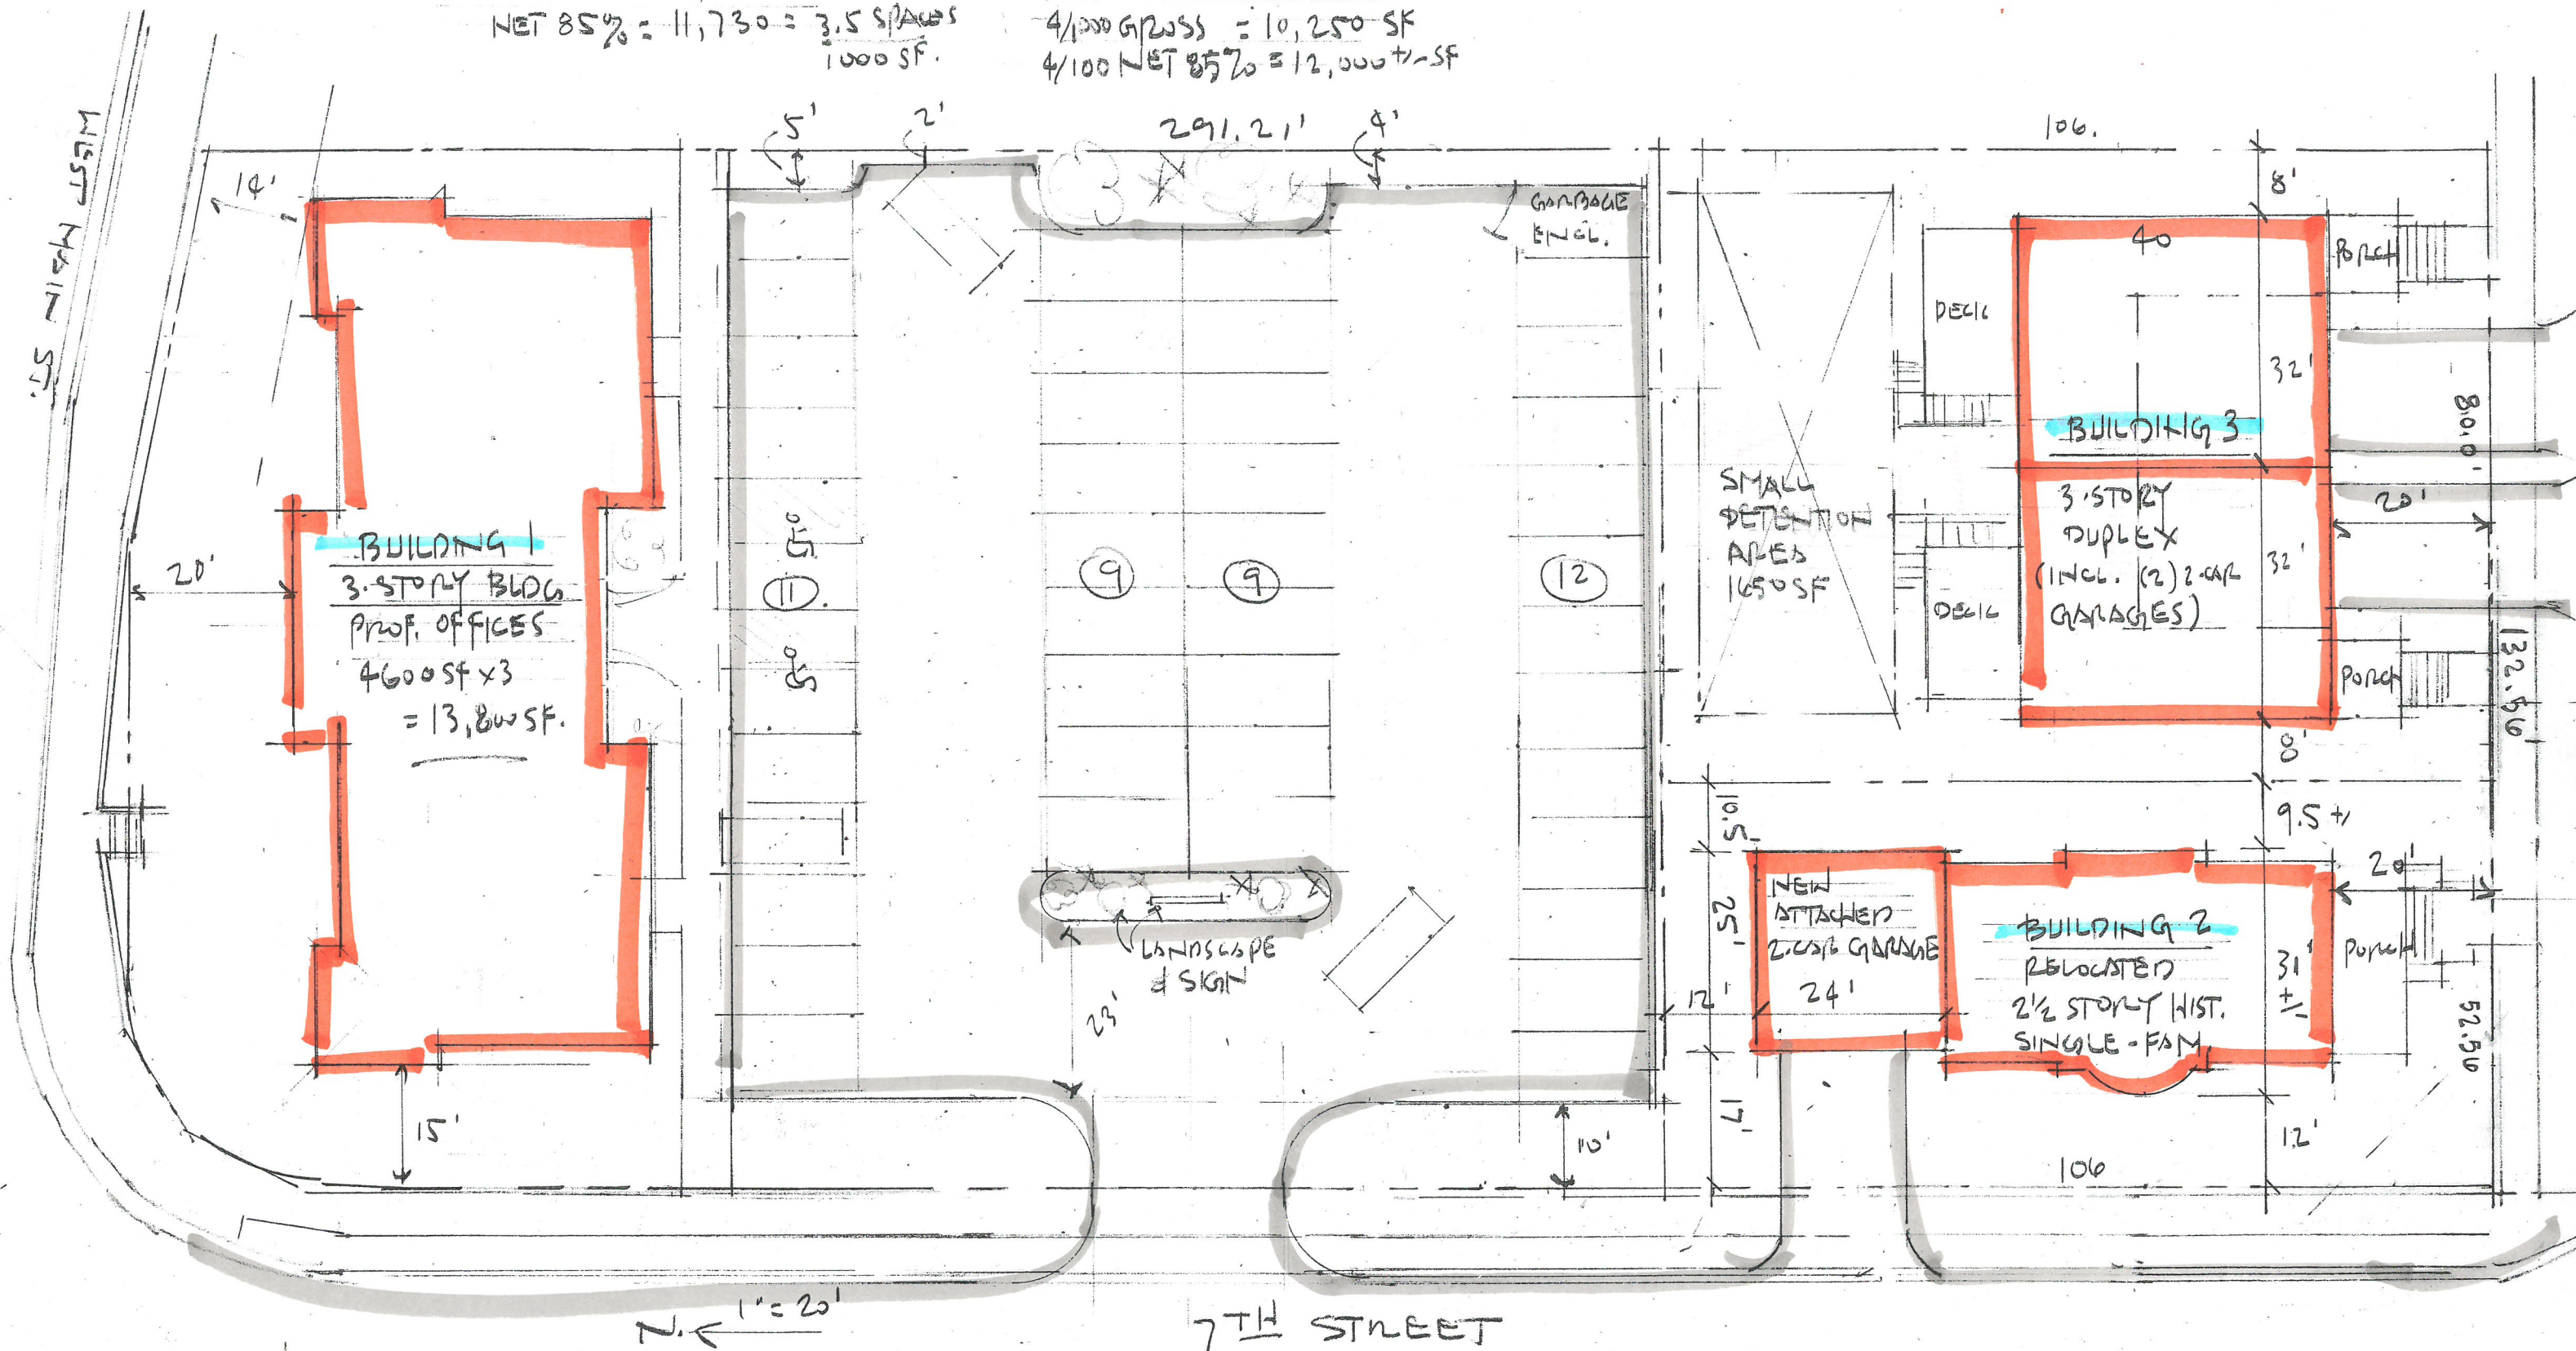 NET 85% = 11,730 = 3.5 SPACES
1000 SF.
4/1000 GROSS = 10,250 SF
4/100 NET 85% = 12,000 +/- SF
WEST MAIN ST.
5'
2'
291.21'
4'
106.
14'
8'
GARBAGE
ENCL.
40
PORCH
DECK
32'
BUILDING 3
80.0'
3-STORY
DUPLEX
(INCL. (2) 2-CAR
GARAGES)
32'
20'
SMALL
DETENTION
AREA
1650 SF
DECK
PORCH
132.56'
8'
BUILDING 1
3-STORY BLDG
PROF. OFFICES
4600 SF x 3
= 13,800 SF.
20'
11
9
9
12
10.5'
9.5 +/-
NEW
ATTACHED
2-CAR GARAGE
24'
25'
12'
BUILDING 2
RELOCATED
2 1/2 STORY HIST.
SINGLE-FAM
31'
+/-
20'
PORCH
52.56
LANDSCAPE
& SIGN
23'
15'
10'
17'
12'
106
N. ← 1" = 20'
7TH STREET